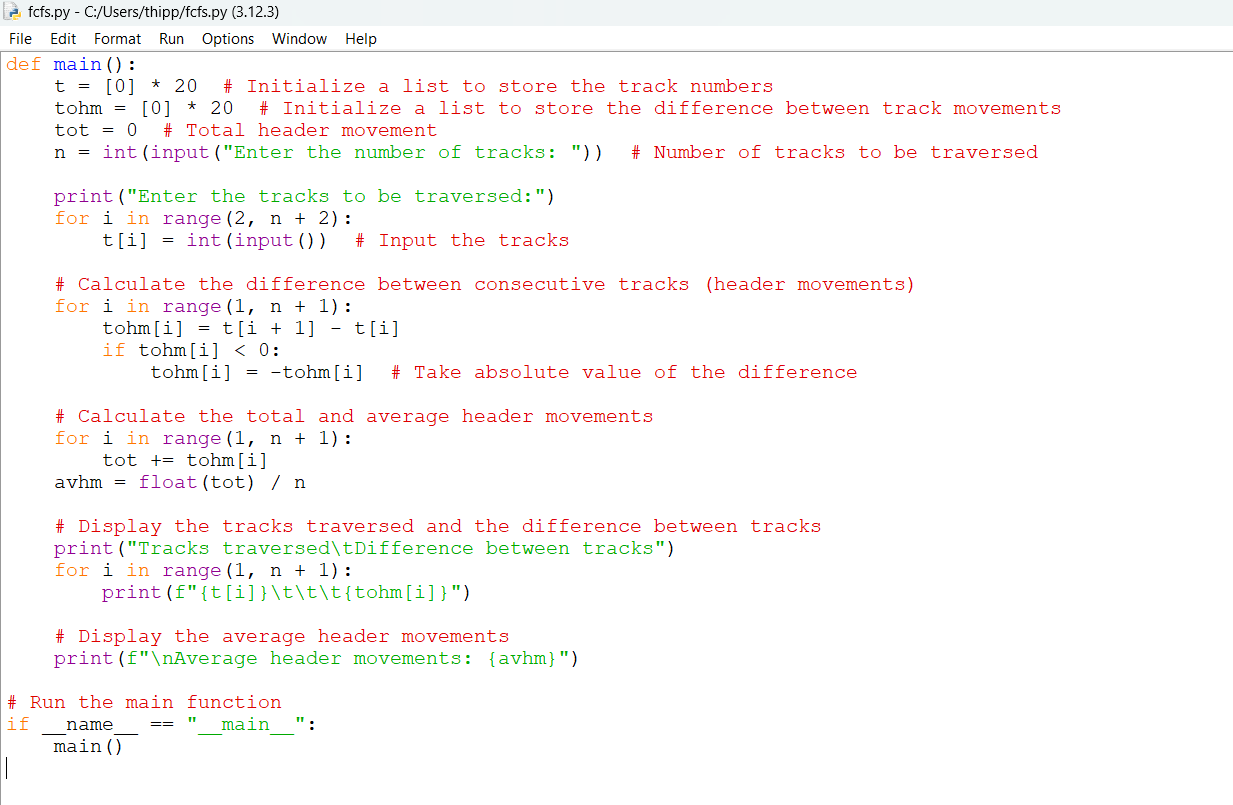 fcfs.py - C:/Users/thipp/fcfs.py (3.12.3)
File Edit Format Run Options Window Help
def main():
    t = [0] * 20  # Initialize a list to store the track numbers
    tohm = [0] * 20  # Initialize a list to store the difference between track movements
    tot = 0  # Total header movement
    n = int(input("Enter the number of tracks: "))  # Number of tracks to be traversed

    print("Enter the tracks to be traversed:")
    for i in range(2, n + 2):
        t[i] = int(input())  # Input the tracks

    # Calculate the difference between consecutive tracks (header movements)
    for i in range(1, n + 1):
        tohm[i] = t[i + 1] - t[i]
        if tohm[i] < 0:
            tohm[i] = -tohm[i]  # Take absolute value of the difference

    # Calculate the total and average header movements
    for i in range(1, n + 1):
        tot += tohm[i]
    avhm = float(tot) / n

    # Display the tracks traversed and the difference between tracks
    print("Tracks traversed\tDifference between tracks")
    for i in range(1, n + 1):
        print(f"{t[i]}\t\t\t{tohm[i]}")

    # Display the average header movements
    print(f"\nAverage header movements: {avhm}")

# Run the main function
if __name__ == "__main__":
    main()